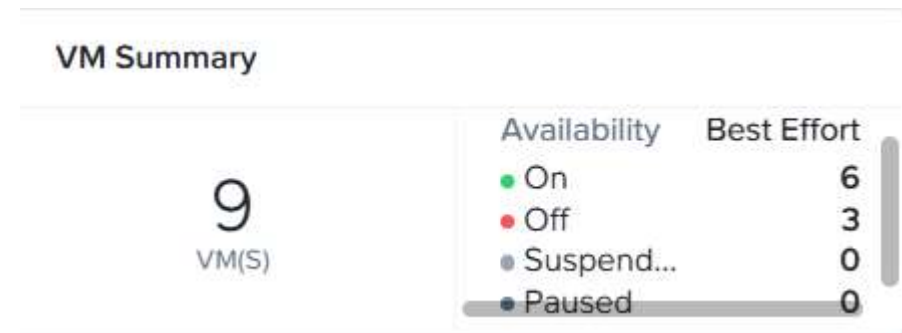 VM Summary
9
VM(S)
Availability Best Effort
On 6
Off 3
Suspend... 0
Paused 0